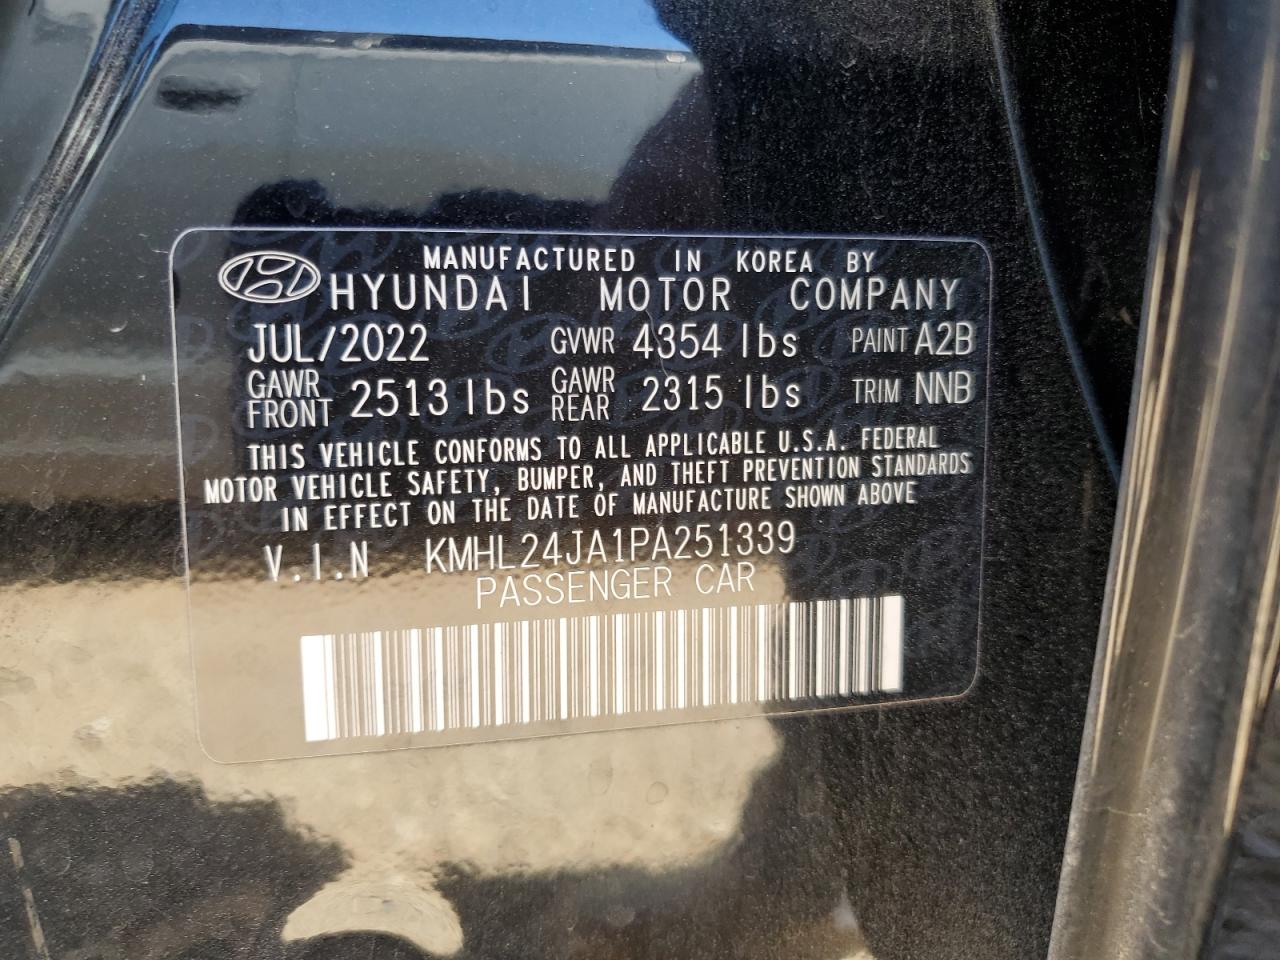 MANUFACTURED IN KOREA BY
HYUNDAI MOTOR COMPANY
JUL/2022 GVWR 4354 lbs PAINT A2B
GAWR FRONT 2513 lbs GAWR REAR 2315 lbs TRIM NNB
THIS VEHICLE CONFORMS TO ALL APPLICABLE U.S.A. FEDERAL
MOTOR VEHICLE SAFETY, BUMPER, AND THEFT PREVENTION STANDARDS
IN EFFECT ON THE DATE OF MANUFACTURE SHOWN ABOVE
V.I.N KMHL24JA1PA251339
PASSENGER CAR